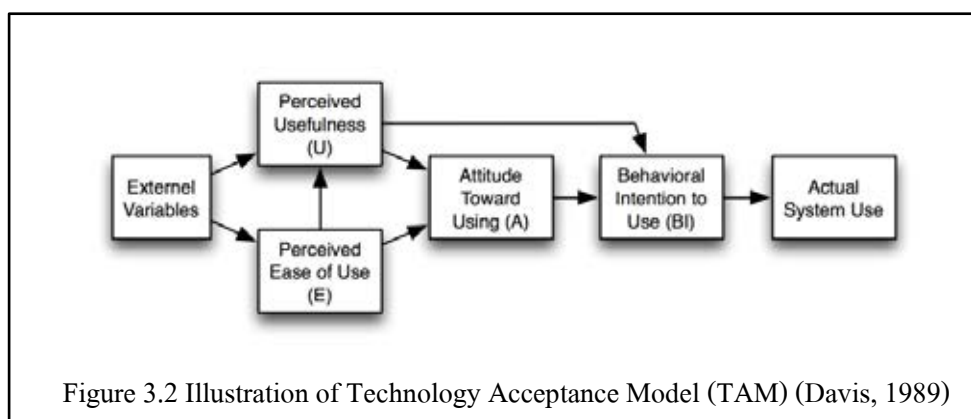 Perceived
Usefulness
(U)
Externel
Variables
Perceived
Ease of Use
(E)
Attitude
Toward
Using (A)
Behavioral
Intention to
Use (BI)
Actual
System Use
Figure 3.2 Illustration of Technology Acceptance Model (TAM) (Davis, 1989)